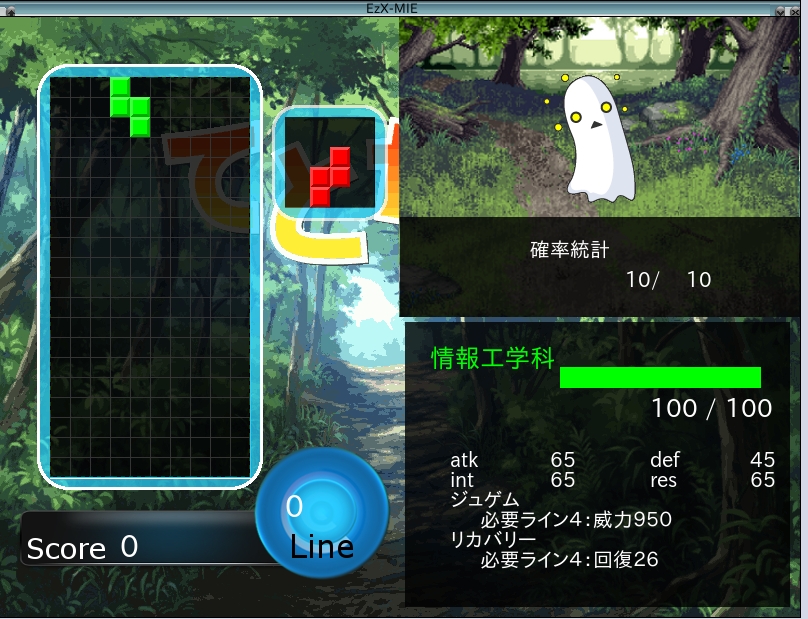 EzX-MIE
確率統計
10/ 10
情報工学科
100 / 100
atk 65 def 45
int 65 res 65
ジュゲム
必要ライン4:威力950
リカバリー
必要ライン4:回復26
0
Line
Score 0